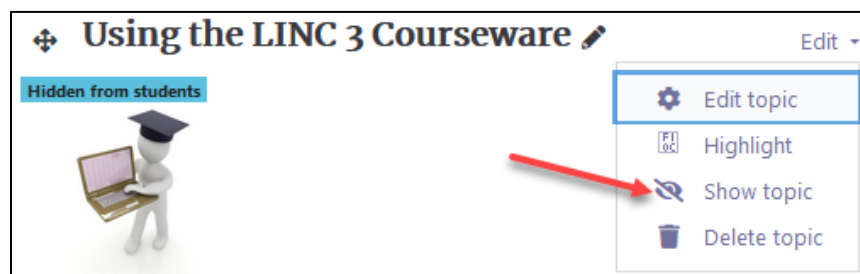 Using the LINC 3 Courseware
Edit
Hidden from students
Edit topic
Highlight
Show topic
Delete topic